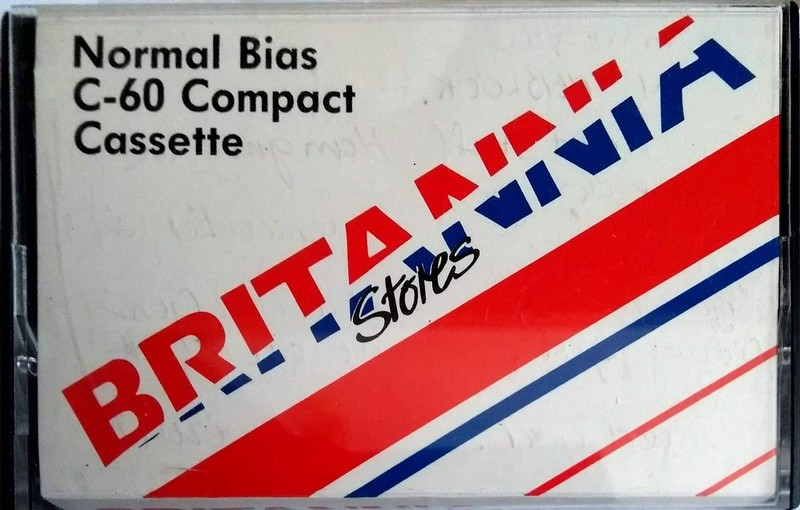 Normal Bias
C-60 Compact
Cassette
BRITANNIA
Stores